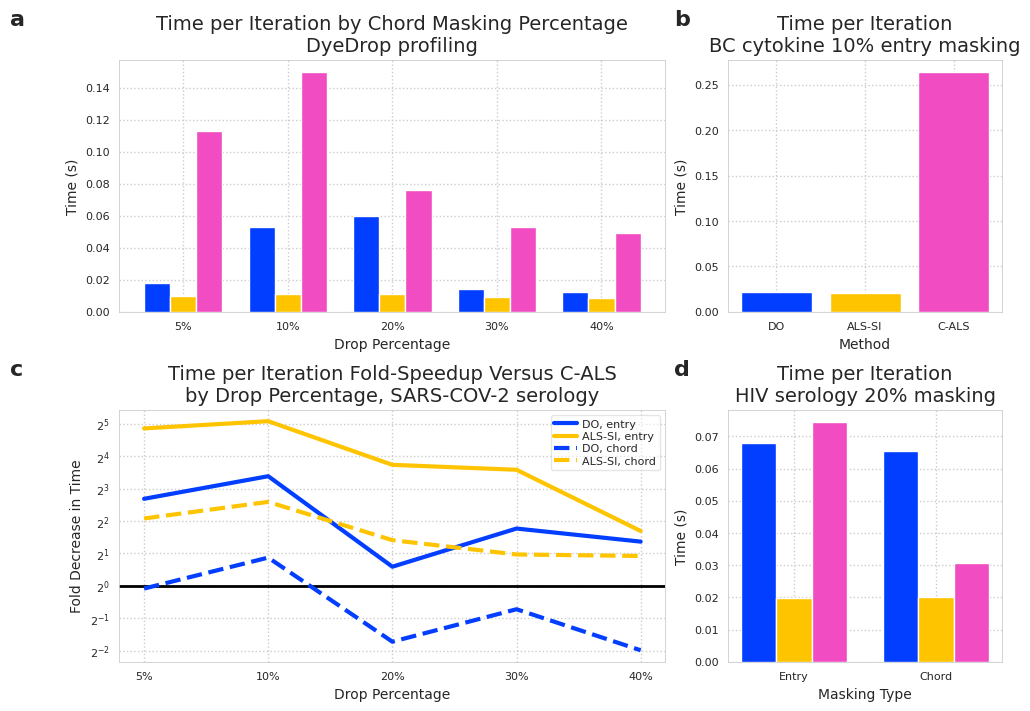 a
Time per Iteration by Chord Masking Percentage
DyeDrop profiling
Time (s)
0.14
0.12
0.10
0.08
0.06
0.04
0.02
0.00
5%
10%
20%
30%
40%
Drop Percentage
b
Time per Iteration
BC cytokine 10% entry masking
Time (s)
0.25
0.20
0.15
0.10
0.05
0.00
DO
ALS-SI
C-ALS
Method
c
Time per Iteration Fold-Speedup Versus C-ALS
by Drop Percentage, SARS-COV-2 serology
Fold Decrease in Time
2^5
2^4
2^3
2^2
2^1
2^0
2^−1
2^−2
DO, entry
ALS-SI, entry
DO, chord
ALS-SI, chord
5%
10%
20%
30%
40%
Drop Percentage
d
Time per Iteration
HIV serology 20% masking
Time (s)
0.07
0.06
0.05
0.04
0.03
0.02
0.01
0.00
Entry
Chord
Masking Type